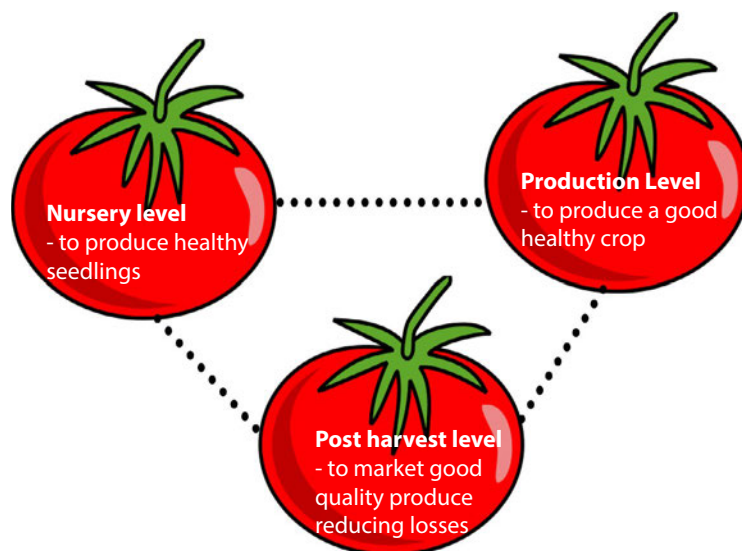 Nursery level
- to produce healthy
seedlings
Production Level
- to produce a good
healthy crop
Post harvest level
- to market good
quality produce
reducing losses